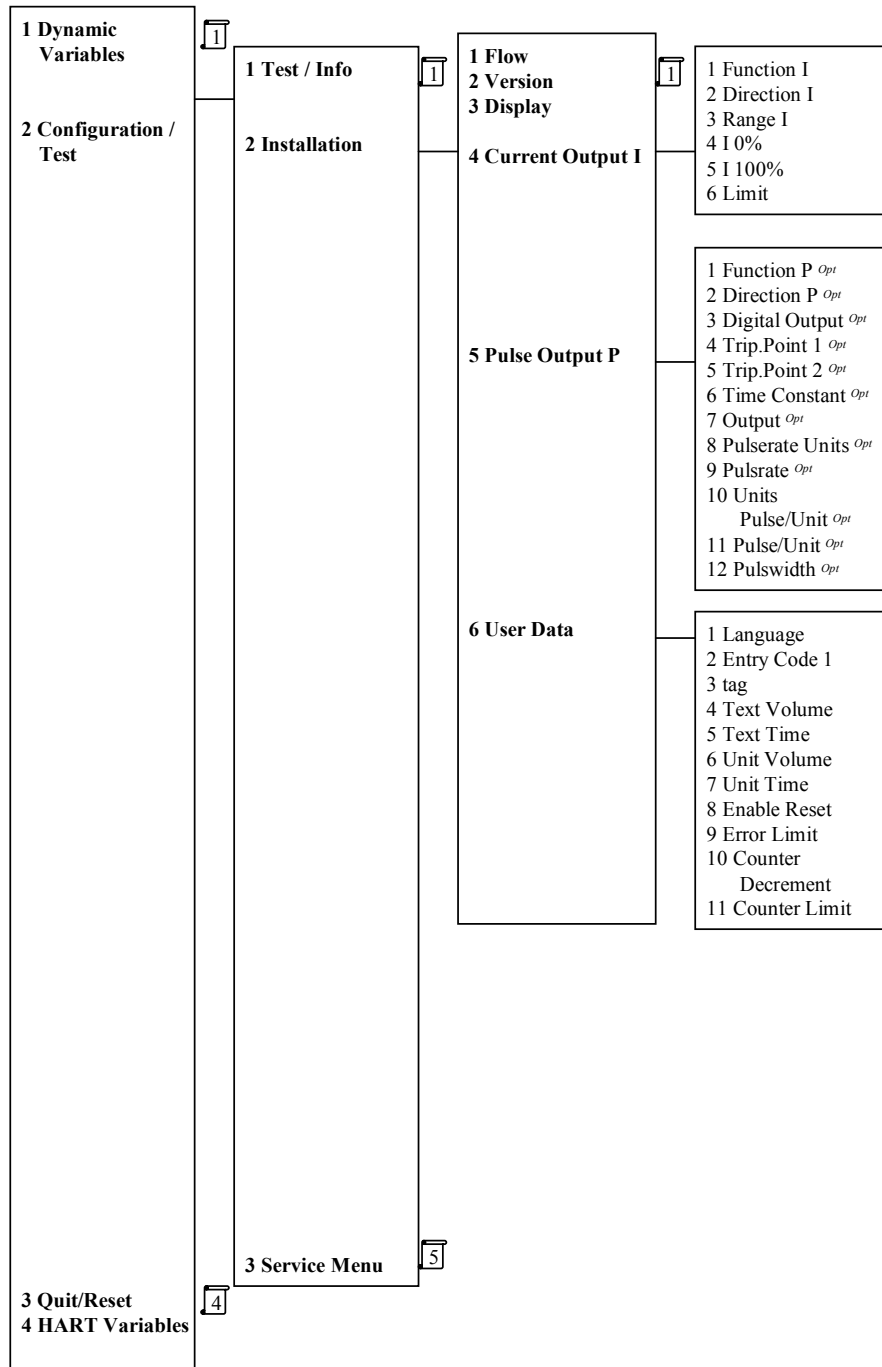 1 Dynamic
Variables
1
2 Configuration /
Test
3 Quit/Reset
4 HART Variables
4
1 Test / Info
1
2 Installation
3 Service Menu
5
1 Flow
2 Version
3 Display
1
4 Current Output I
5 Pulse Output P
6 User Data
1 Function I
2 Direction I
3 Range I
4 I 0%
5 I 100%
6 Limit
1 Function P Opt
2 Direction P Opt
3 Digital Output Opt
4 Trip.Point 1 Opt
5 Trip.Point 2 Opt
6 Time Constant Opt
7 Output Opt
8 Pulserate Units Opt
9 Pulsrate Opt
10 Units
Pulse/Unit Opt
11 Pulse/Unit Opt
12 Pulswidth Opt
1 Language
2 Entry Code 1
3 tag
4 Text Volume
5 Text Time
6 Unit Volume
7 Unit Time
8 Enable Reset
9 Error Limit
10 Counter
Decrement
11 Counter Limit